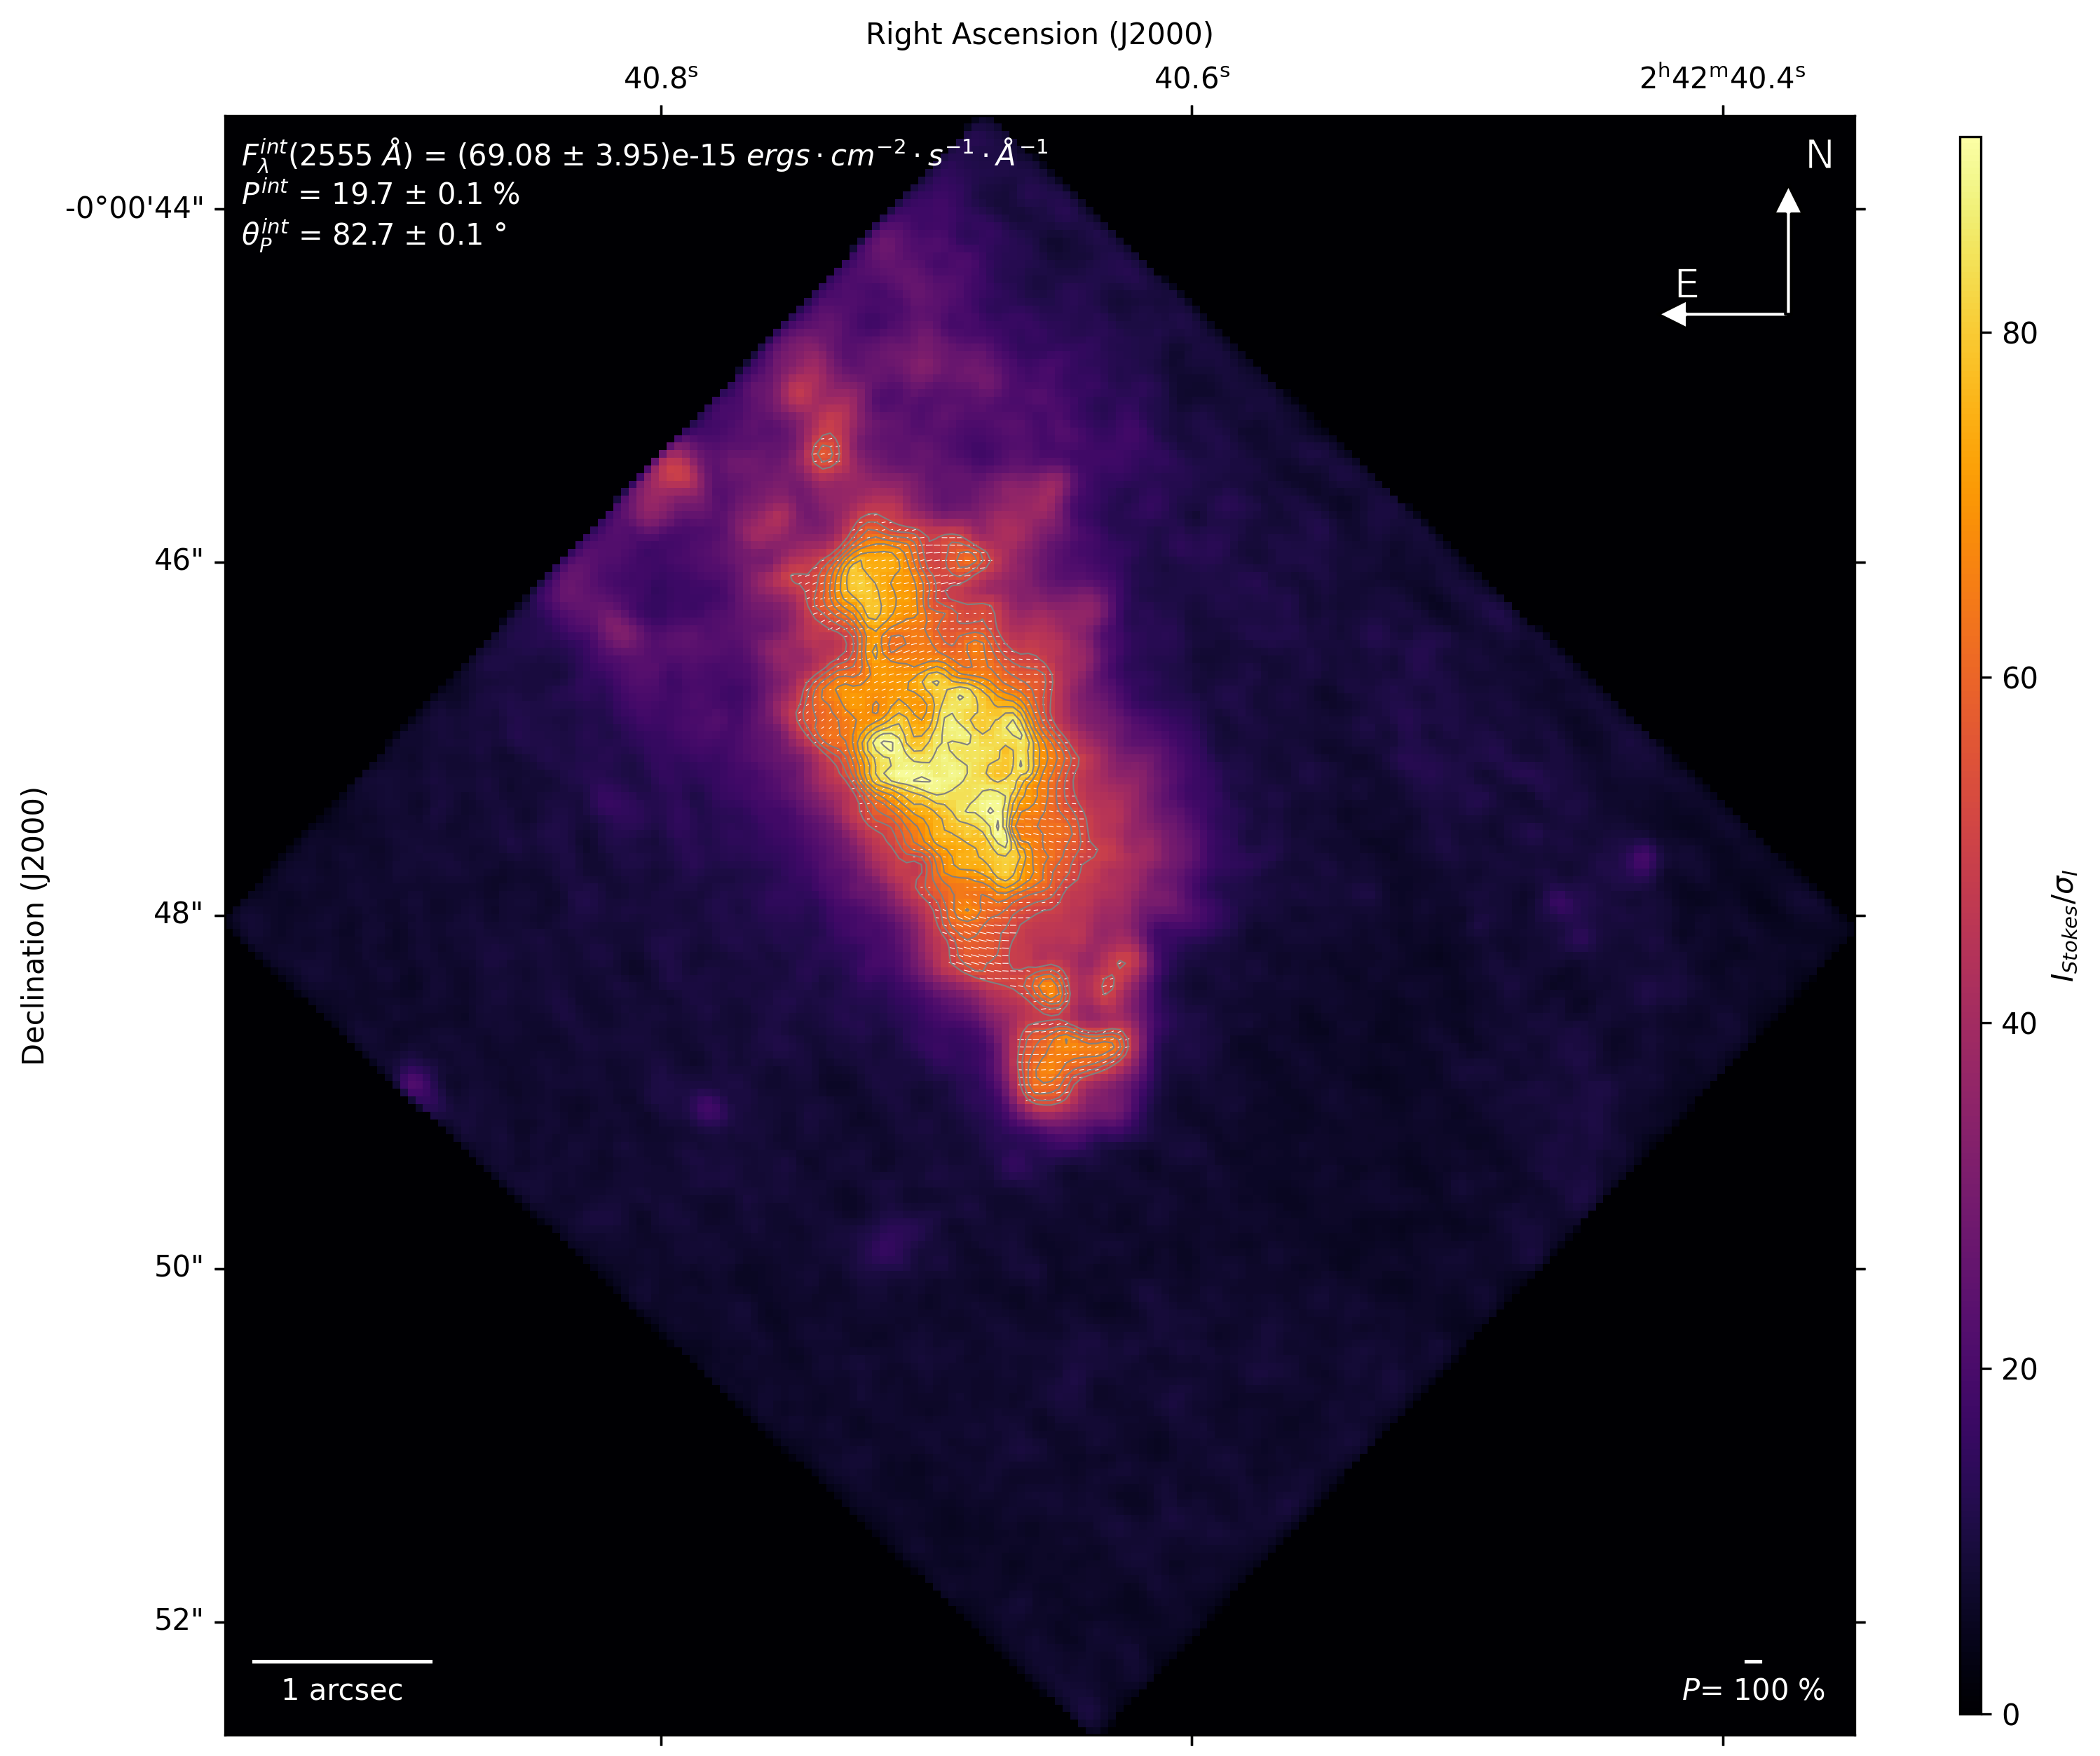 Right Ascension (J2000)
40.8ˢ 40.6ˢ 2ʰ42ᵐ40.4ˢ
F_λ^int(2555 Å) = (69.08 ± 3.95)e-15 ergs · cm⁻² · s⁻¹ · Å⁻¹
P^int = 19.7 ± 0.1 %
θ_P^int = 82.7 ± 0.1 °
N
E
-0°00'44"
46"
48"
50"
52"
Declination (J2000)
1 arcsec
P= 100 %
80
60
40
20
0
I_Stokes/σ_I